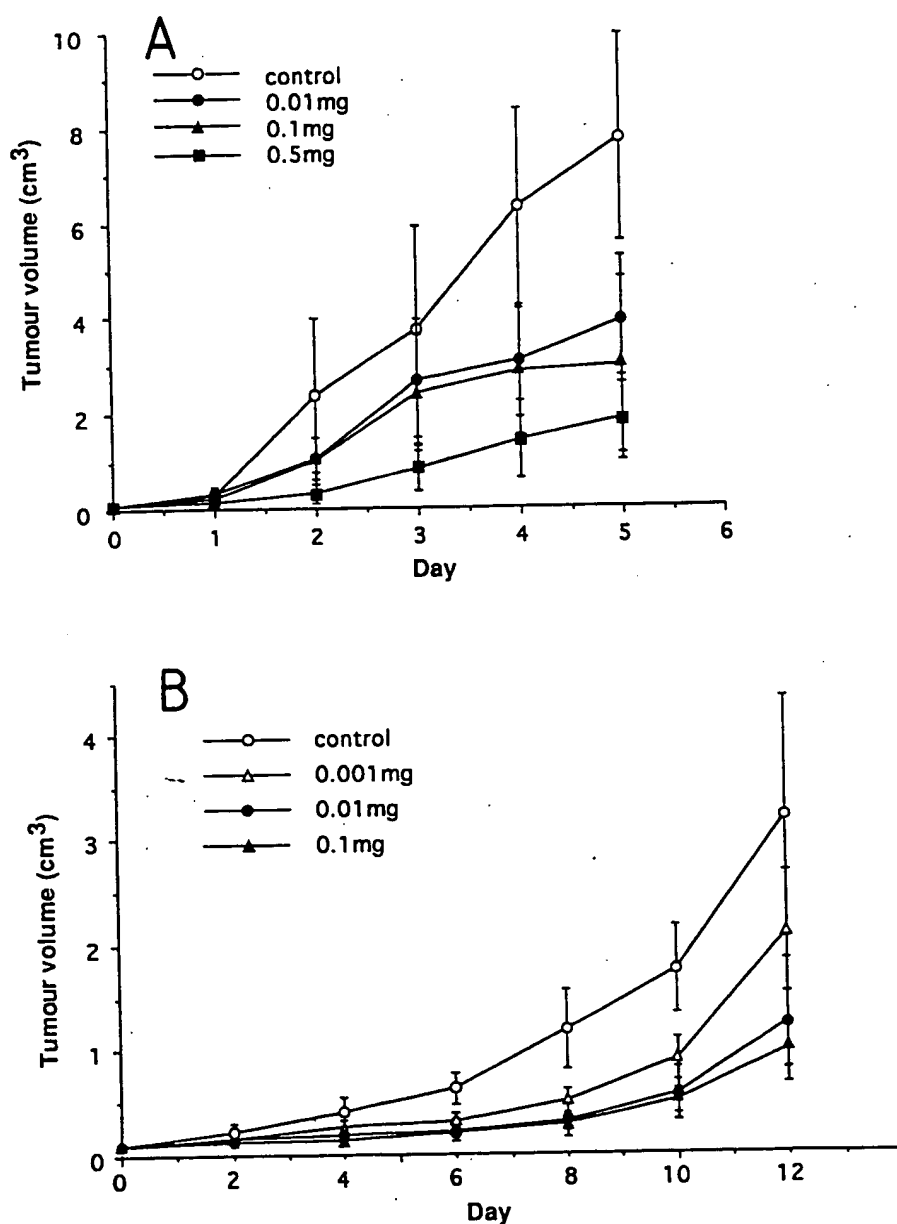 A
10
8
6
4
2
0
Tumour volume (cm3)
control
0.01mg
0.1mg
0.5mg
0 1 2 3 4 5 6
Day
B
4
3
2
1
0
Tumour volume (cm3)
control
0.001mg
0.01mg
0.1mg
0 2 4 6 8 10 12
Day